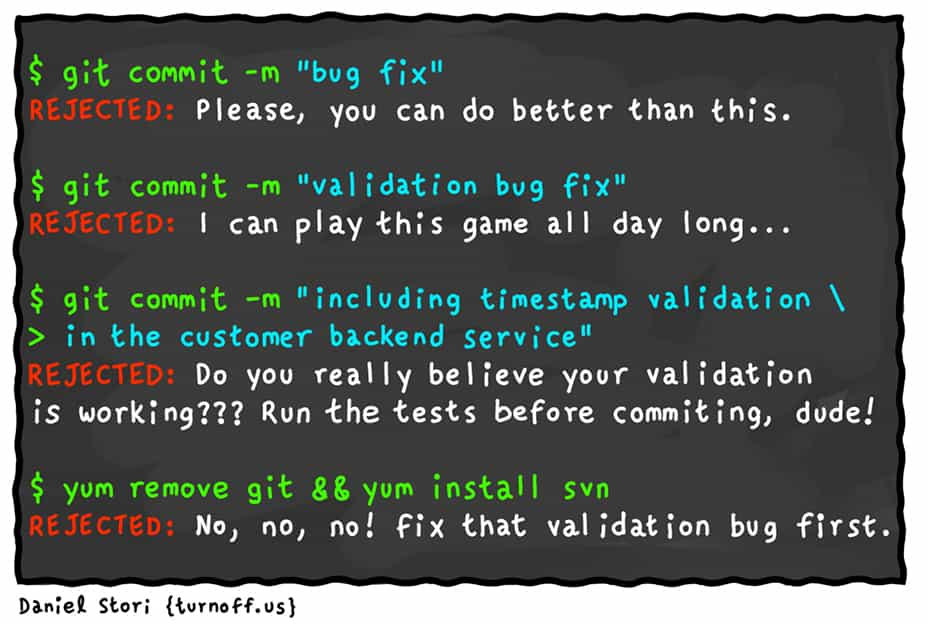 $ git commit -m "bug fix"
REJECTED: Please, you can do better than this.
$ git commit -m "validation bug fix"
REJECTED: I can play this game all day long...
$ git commit -m "including timestamp validation \
> in the customer backend service"
REJECTED: Do you really believe your validation
is working??? Run the tests before commiting, dude!
$ yum remove git && yum install svn
REJECTED: No, no, no! fix that validation bug first.
Daniel Stori {turnoff.us}